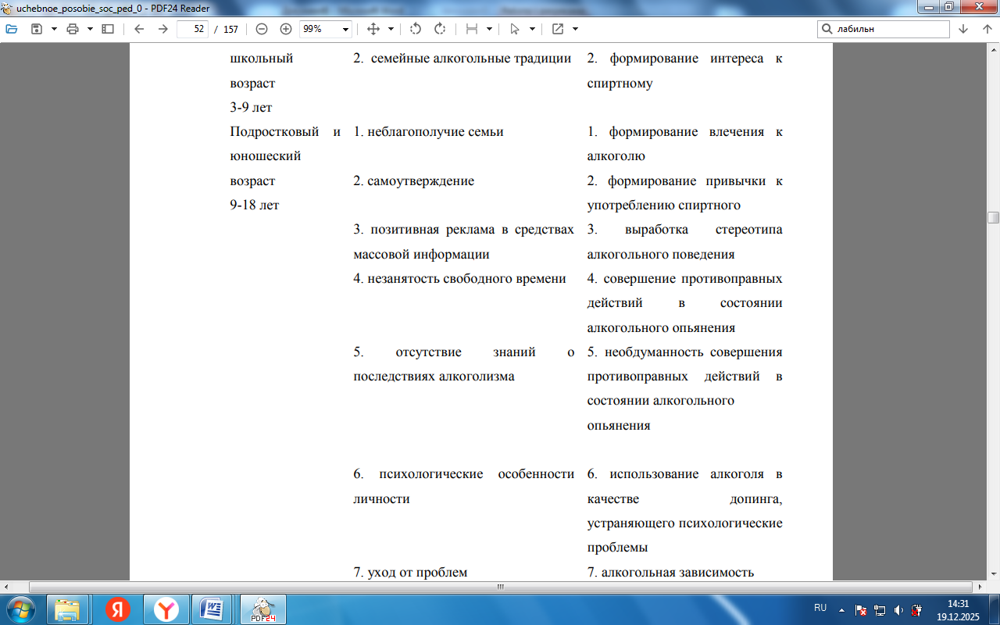 uchebnoe_posobie_soc_ped_0 - PDF24 Reader
52 / 157
99%
лабильн
школьный
возраст
3-9 лет
2. семейные алкогольные традиции
2. формирование интереса к
спиртному
Подростковый и
юношеский
возраст
9-18 лет
1. неблагополучие семьи
1. формирование влечения к
алкоголю
2. самоутверждение
2. формирование привычки к
употреблению спиртного
3. позитивная реклама в средствах
массовой информации
3. выработка стереотипа
алкогольного поведения
4. незанятость свободного времени
4. совершение противоправных
действий в состоянии
алкогольного опьянения
5. отсутствие знаний о
последствиях алкоголизма
5. необдуманность совершения
противоправных действий в
состоянии алкогольного
опьянения
6. психологические особенности
личности
6. использование алкоголя в
качестве допинга,
устраняющего психологические
проблемы
7. уход от проблем
7. алкогольная зависимость
Я
Y
W
PDF24
RU
14:31
19.12.2025